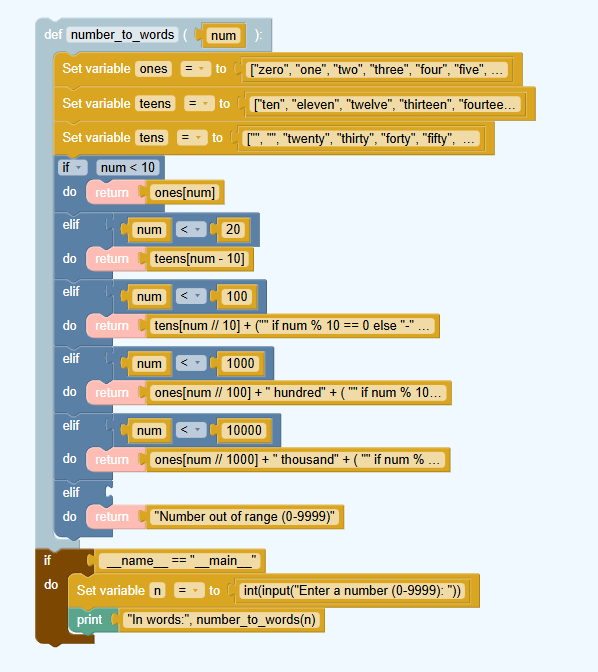 def number_to_words ( num ):
Set variable ones = to ["zero", "one", "two", "three", "four", "five", ...
Set variable teens = to ["ten", "eleven", "twelve", "thirteen", "fourtee...
Set variable tens = to ["", "", "twenty", "thirty", "forty", "fifty", ...
if num < 10
do return ones[num]
elif num < 20
do return teens[num - 10]
elif num < 100
do return tens[num // 10] + ("" if num % 10 == 0 else "-" ...
elif num < 1000
do return ones[num // 100] + " hundred" + ( "" if num % 10...
elif num < 10000
do return ones[num // 1000] + " thousand" + ( "" if num % ...
elif
do return "Number out of range (0-9999)"
if __name__ == "__main__"
do Set variable n = to int(input("Enter a number (0-9999): "))
print "In words:", number_to_words(n)